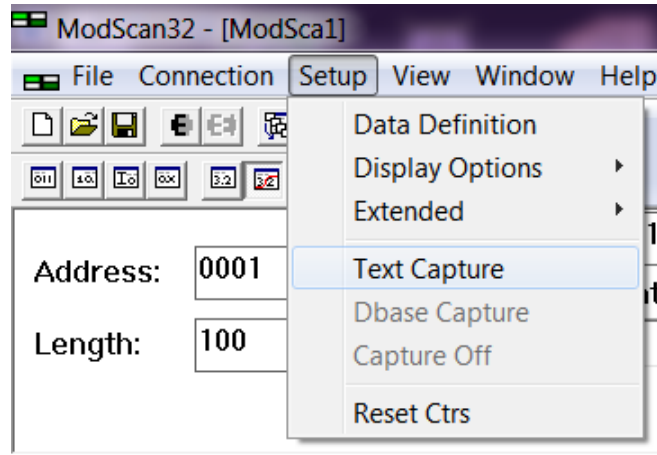 ModScan32 - [ModSca1]
File Connection Setup View Window Help
Data Definition
Display Options
Extended
Address: 0001
Text Capture
Dbase Capture
Length: 100
Capture Off
Reset Ctrs